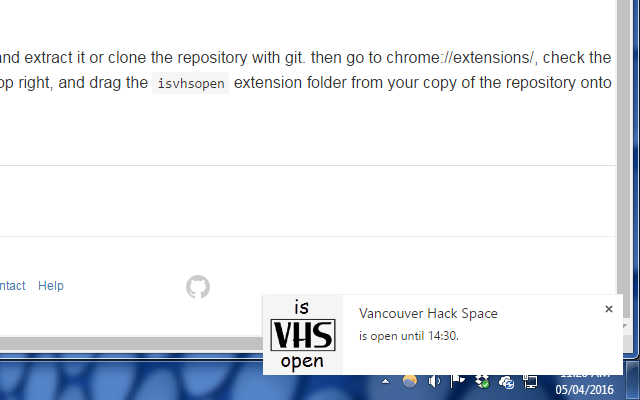 and extract it or clone the repository with git. then go to chrome://extensions/, check the
op right, and drag the isvhsopen extension folder from your copy of the repository onto
ntact Help
is
VHS
open
Vancouver Hack Space
is open until 14:30.
05/04/2016